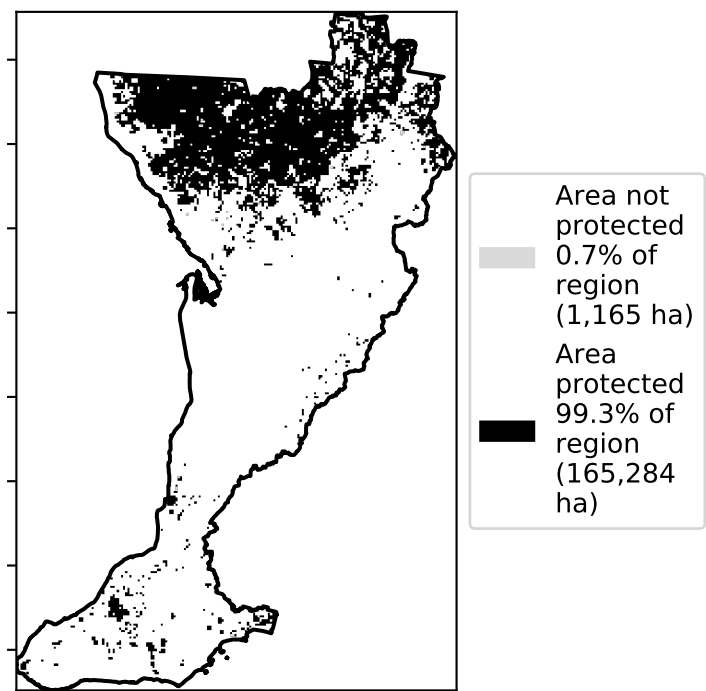 Area not
protected
0.7% of
region
(1,165 ha)
Area
protected
99.3% of
region
(165,284
ha)